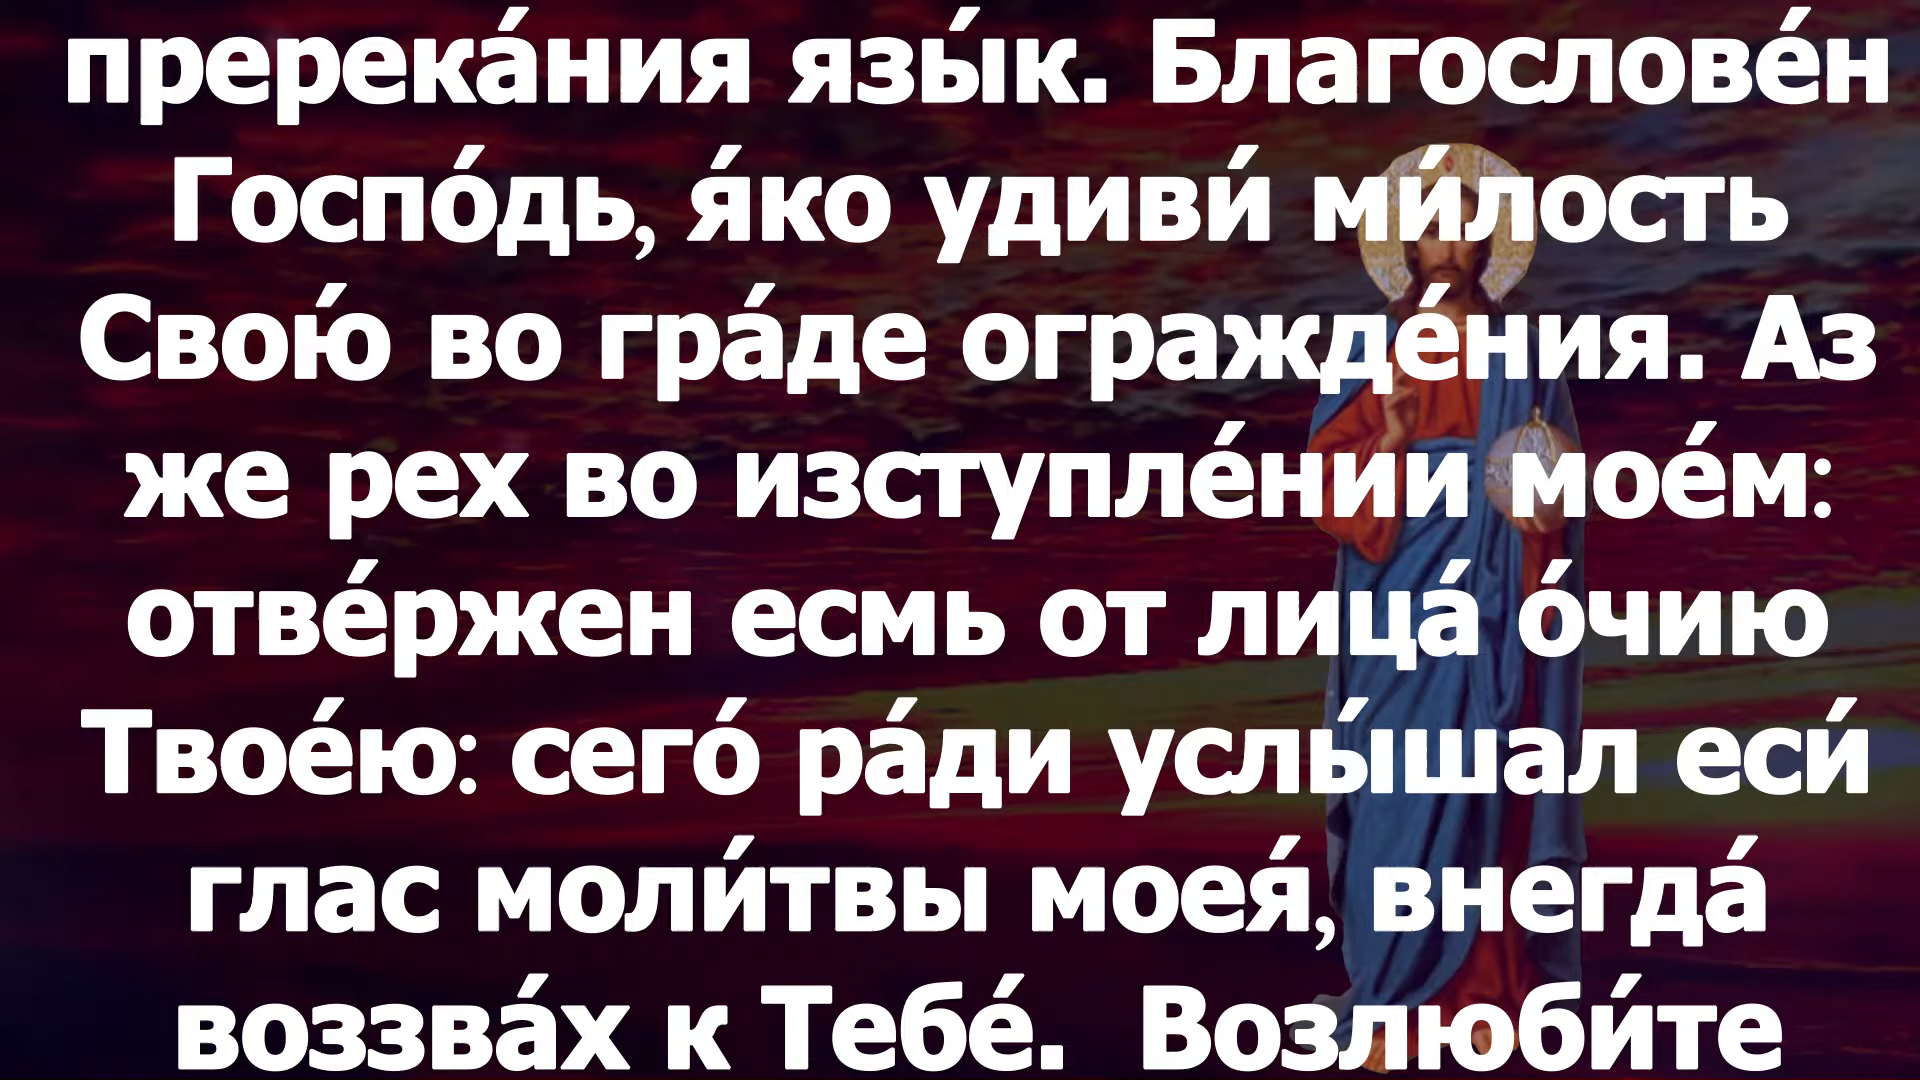 пререка́ния язы́к. Благослове́н
Госпо́дь, я́ко удиви́ ми́лость
Свою́ во гра́де огражде́ния. Аз
же рех во изступле́нии мое́м:
отве́ржен есмь от лица́ о́чию
Твое́ю: сего́ ра́ди услы́шал еси́
глас моли́твы моея́, внегда́
воззва́х к Тебе́. Возлюби́те